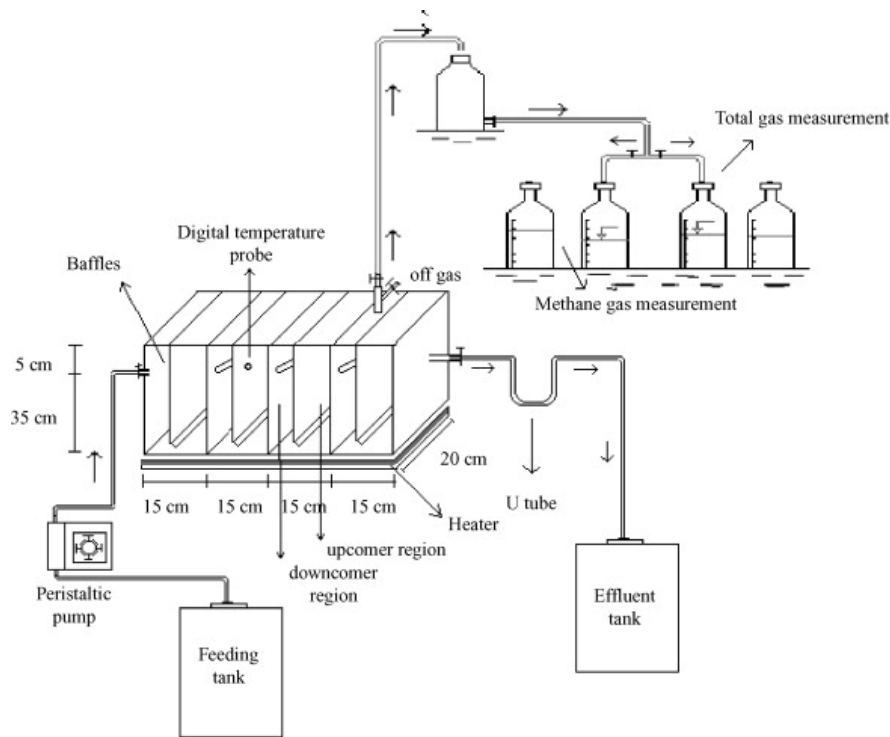 Total gas measurement
Digital temperature
probe
Baffles
off gas
Methane gas measurement
5 cm
35 cm
20 cm
15 cm
15 cm
15 cm
15 cm
U tube
Heater
upcomer region
downcomer
region
Peristaltic
pump
Effluent
tank
Feeding
tank